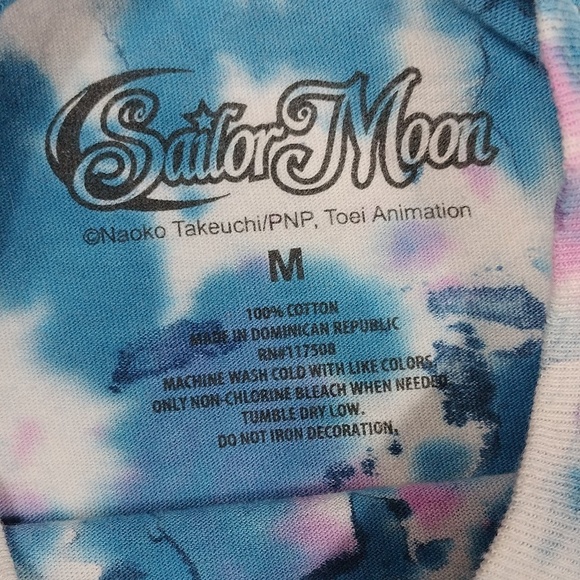 Sailor Moon
©Naoko Takeuchi/PNP, Toei Animation
M
100% COTTON
MADE IN DOMINICAN REPUBLIC
RN#117508
MACHINE WASH COLD WITH LIKE COLORS,
ONLY NON-CHLORINE BLEACH WHEN NEEDED
TUMBLE DRY LOW.
DO NOT IRON DECORATION,